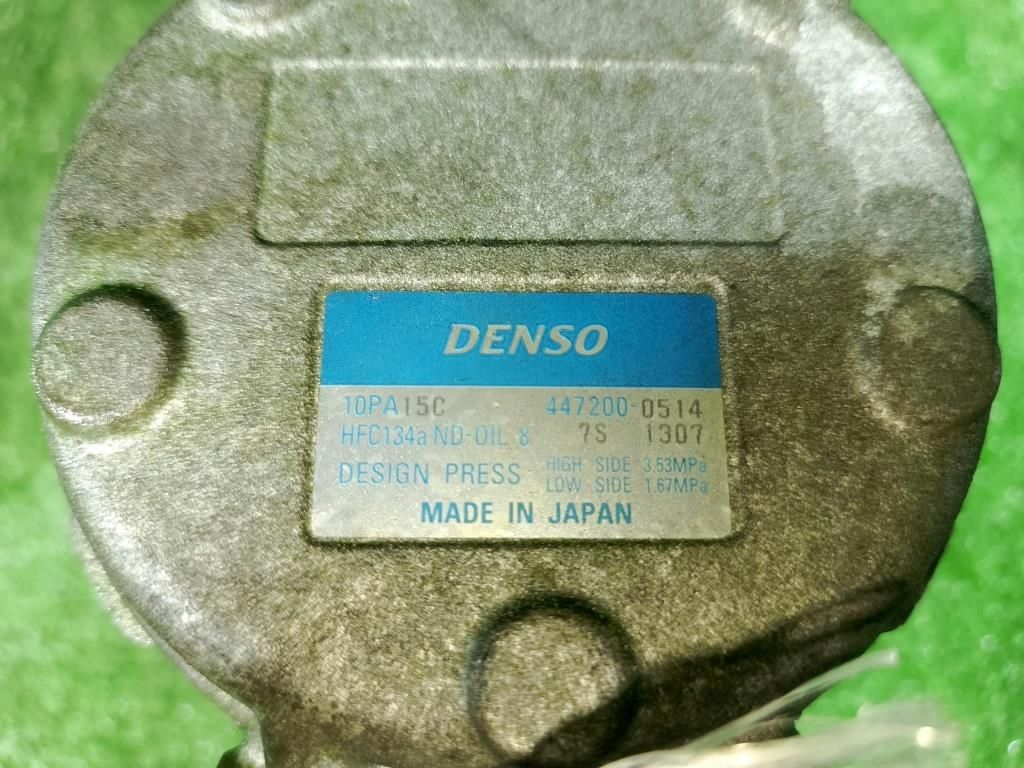 DENSO
10PA15C 447200-0514
HFC134a ND-OIL 8 7S 1307
DESIGN PRESS HIGH SIDE 3.53MPa
LOW SIDE 1.67MPa
MADE IN JAPAN